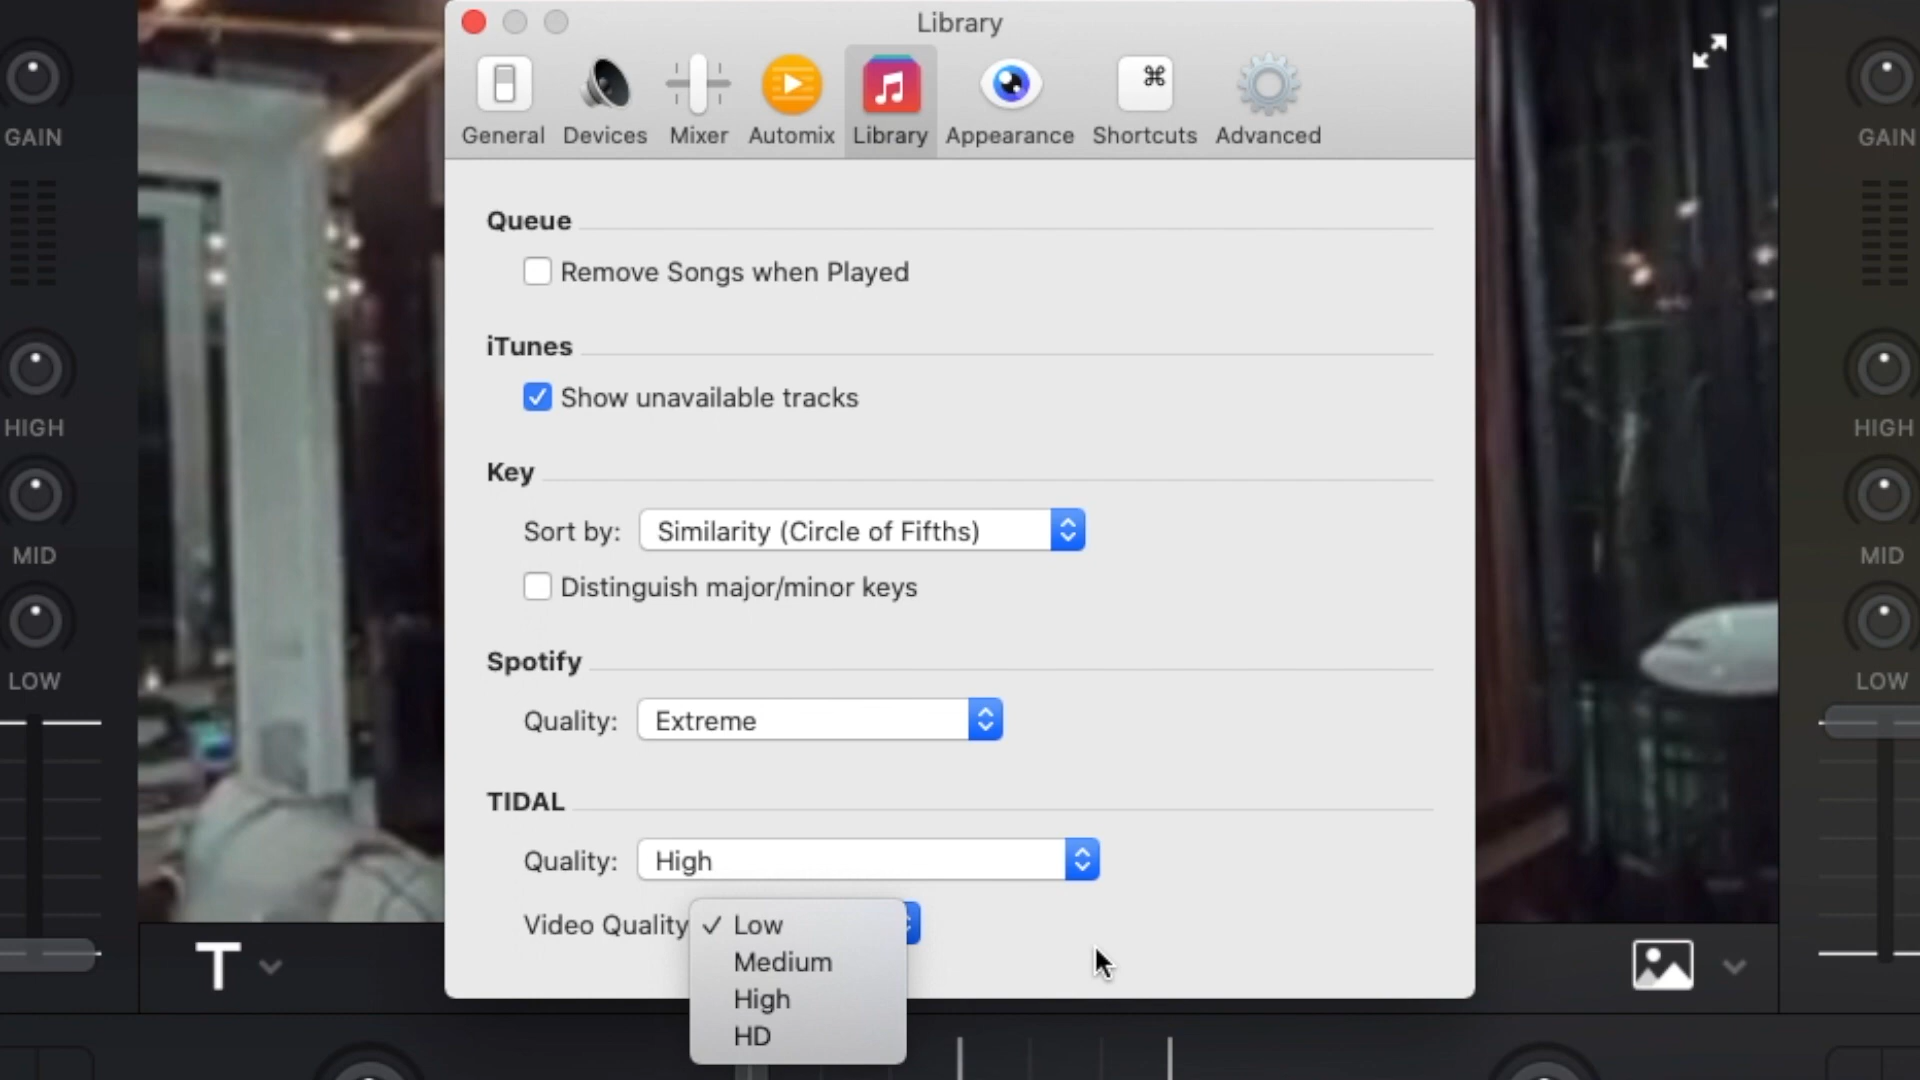 Library
General Devices Mixer Automix Library Appearance Shortcuts Advanced
GAIN
HIGH
MID
LOW
Queue
Remove Songs when Played
iTunes
Show unavailable tracks
Key
Sort by: Similarity (Circle of Fifths)
Distinguish major/minor keys
Spotify
Quality: Extreme
TIDAL
Quality: High
Video Quality
Low
Medium
High
HD
T
GAIN
HIGH
MID
LOW